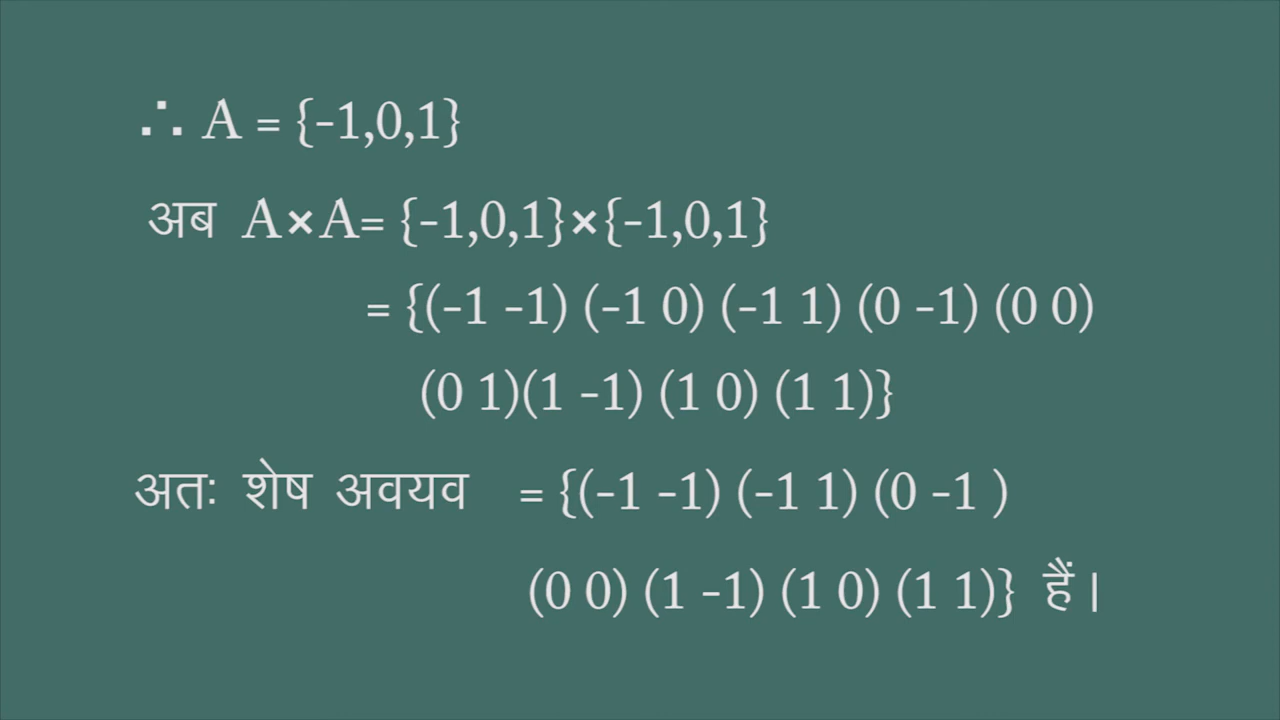 ∴ A = {-1,0,1}
अब A×A= {-1,0,1}×{-1,0,1}
= {(-1 -1) (-1 0) (-1 1) (0 -1) (0 0)
(0 1)(1 -1) (1 0) (1 1)}
अतः शेष अवयव = {(-1 -1) (-1 1) (0 -1 )
(0 0) (1 -1) (1 0) (1 1)} हैं |